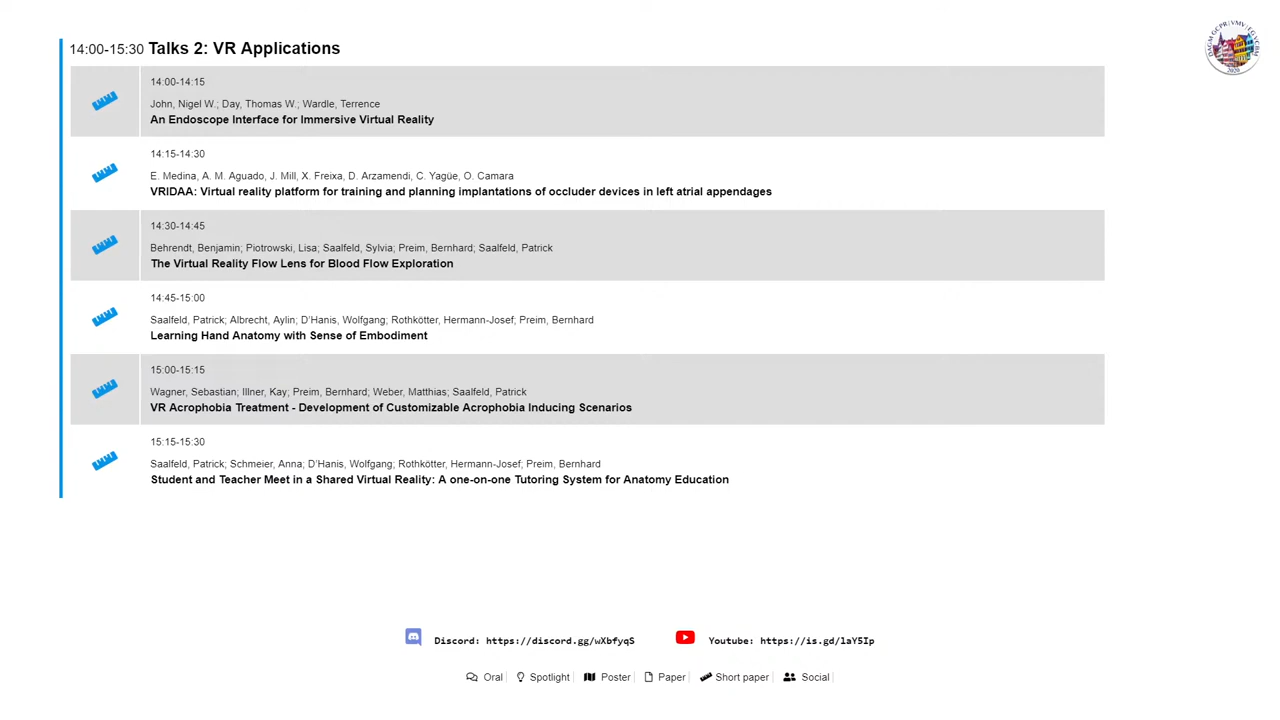 14:00-15:30 Talks 2: VR Applications
14:00-14:15
John, Nigel W.; Day, Thomas W.; Wardle, Terrence
An Endoscope Interface for Immersive Virtual Reality
14:15-14:30
E. Medina, A. M. Aguado, J. Mill, X. Freixa, D. Arzamendi, C. Yagüe, O. Camara
VRIDAA: Virtual reality platform for training and planning implantations of occluder devices in left atrial appendages
14:30-14:45
Behrendt, Benjamin; Piotrowski, Lisa; Saalfeld, Sylvia; Preim, Bernhard; Saalfeld, Patrick
The Virtual Reality Flow Lens for Blood Flow Exploration
14:45-15:00
Saalfeld, Patrick; Albrecht, Aylin; D'Hanis, Wolfgang; Rothkötter, Hermann-Josef; Preim, Bernhard
Learning Hand Anatomy with Sense of Embodiment
15:00-15:15
Wagner, Sebastian; Illner, Kay; Preim, Bernhard; Weber, Matthias; Saalfeld, Patrick
VR Acrophobia Treatment - Development of Customizable Acrophobia Inducing Scenarios
15:15-15:30
Saalfeld, Patrick; Schmeier, Anna; D'Hanis, Wolfgang; Rothkötter, Hermann-Josef; Preim, Bernhard
Student and Teacher Meet in a Shared Virtual Reality: A one-on-one Tutoring System for Anatomy Education
Discord: https://discord.gg/wXbfyqS Youtube: https://is.gd/laY5Ip
Oral Spotlight Poster Paper Short paper Social
2020